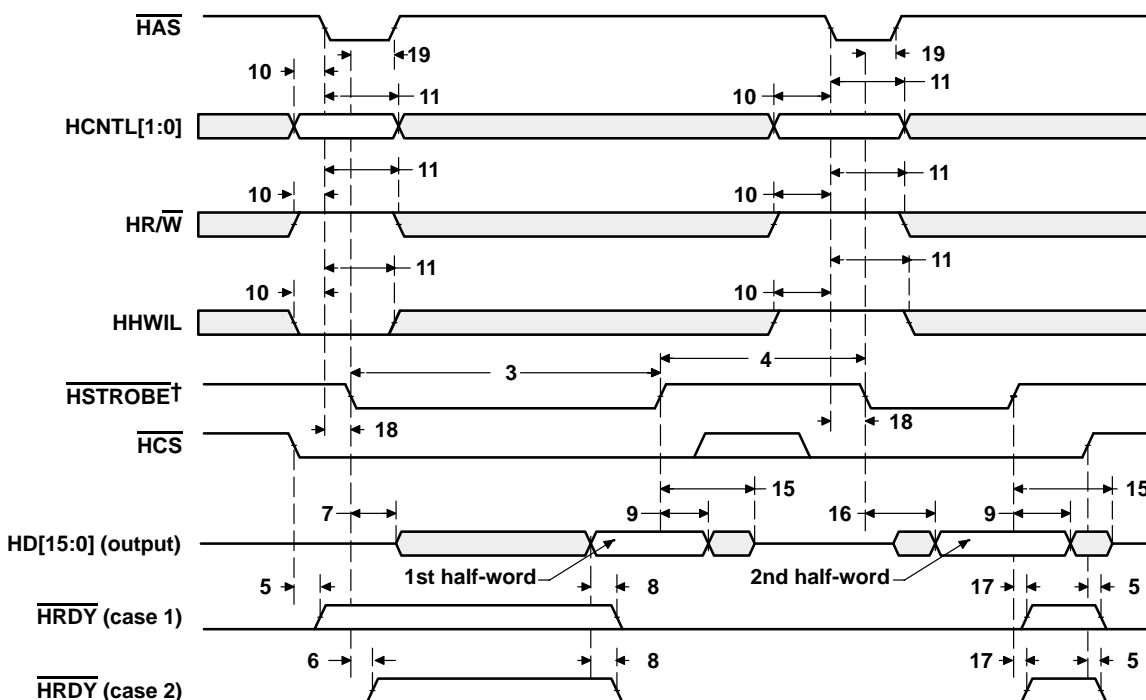 HAS
19 19
10 11 10 11
HCNTL[1:0]
11 11
10 10
HR/W
11 11
10 10
HHWIL
3 4
HSTROBE†
18 18
HCS
15 15
7 9 16 9
HD[15:0] (output)
1st half-word 2nd half-word
5 8 17 5
HRDY (case 1)
6 8 17 5
HRDY (case 2)